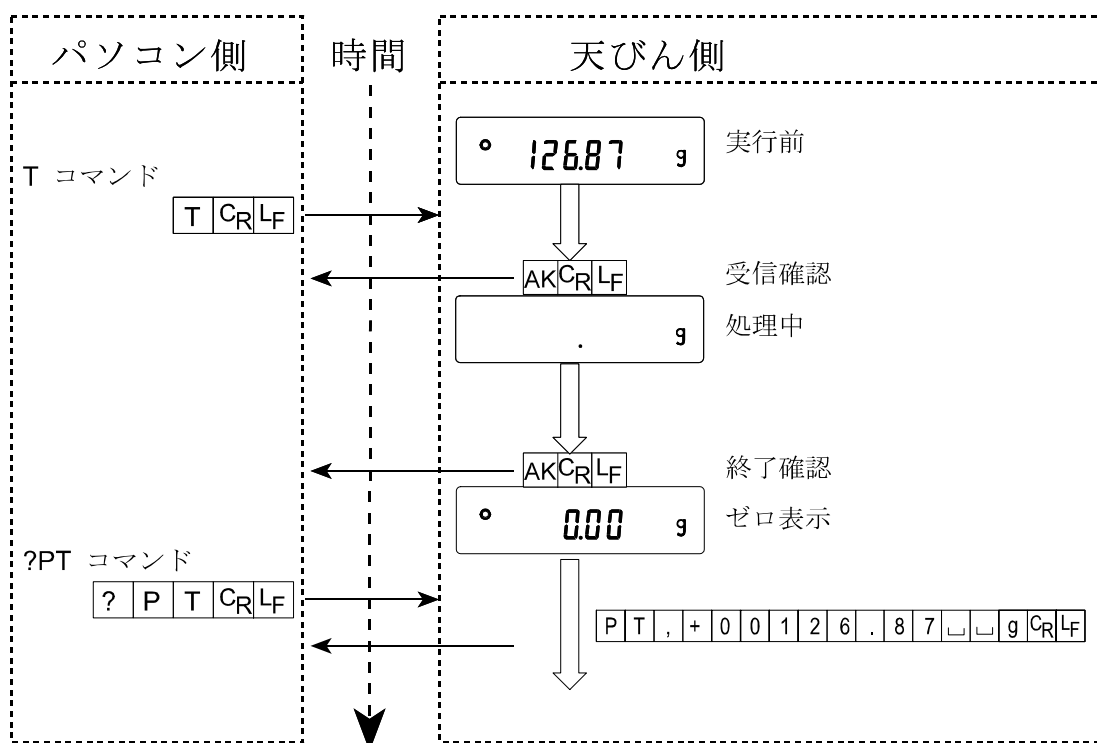 パソコン側
時間
天びん側
126.87 g
実行前
T コマンド
T CR LF
AK CR LF
受信確認
. g
処理中
AK CR LF
終了確認
0.00 g
ゼロ表示
?PT コマンド
? P T CR LF
P T , + 0 0 1 2 6 . 8 7 ␣ ␣ g CR LF